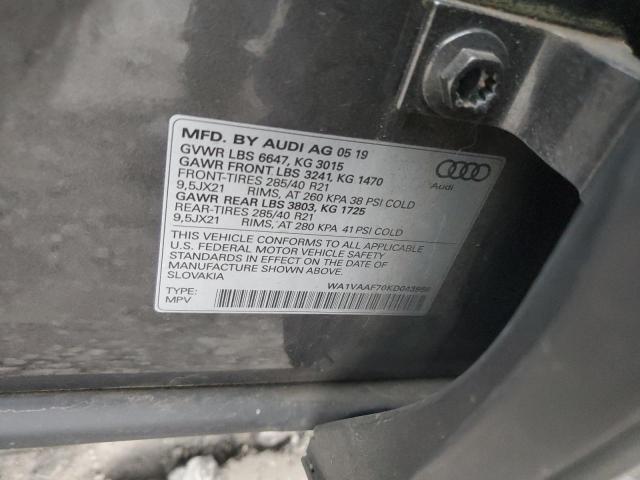 MFD. BY AUDI AG 05 19
GVWR LBS 6647, KG 3015
GAWR FRONT LBS 3241, KG 1470
FRONT-TIRES 285/40 R21
9,5JX21 RIMS, AT 260 KPA 38 PSI COLD
GAWR REAR LBS 3803, KG 1725
REAR-TIRES 285/40 R21
9,5JX21 RIMS, AT 280 KPA 41 PSI COLD
THIS VEHICLE CONFORMS TO ALL APPLICABLE
U.S. FEDERAL MOTOR VEHICLE SAFETY
STANDARDS IN EFFECT ON THE DATE OF
MANUFACTURE SHOWN ABOVE.
SLOVAKIA
TYPE:
MPV
Audi